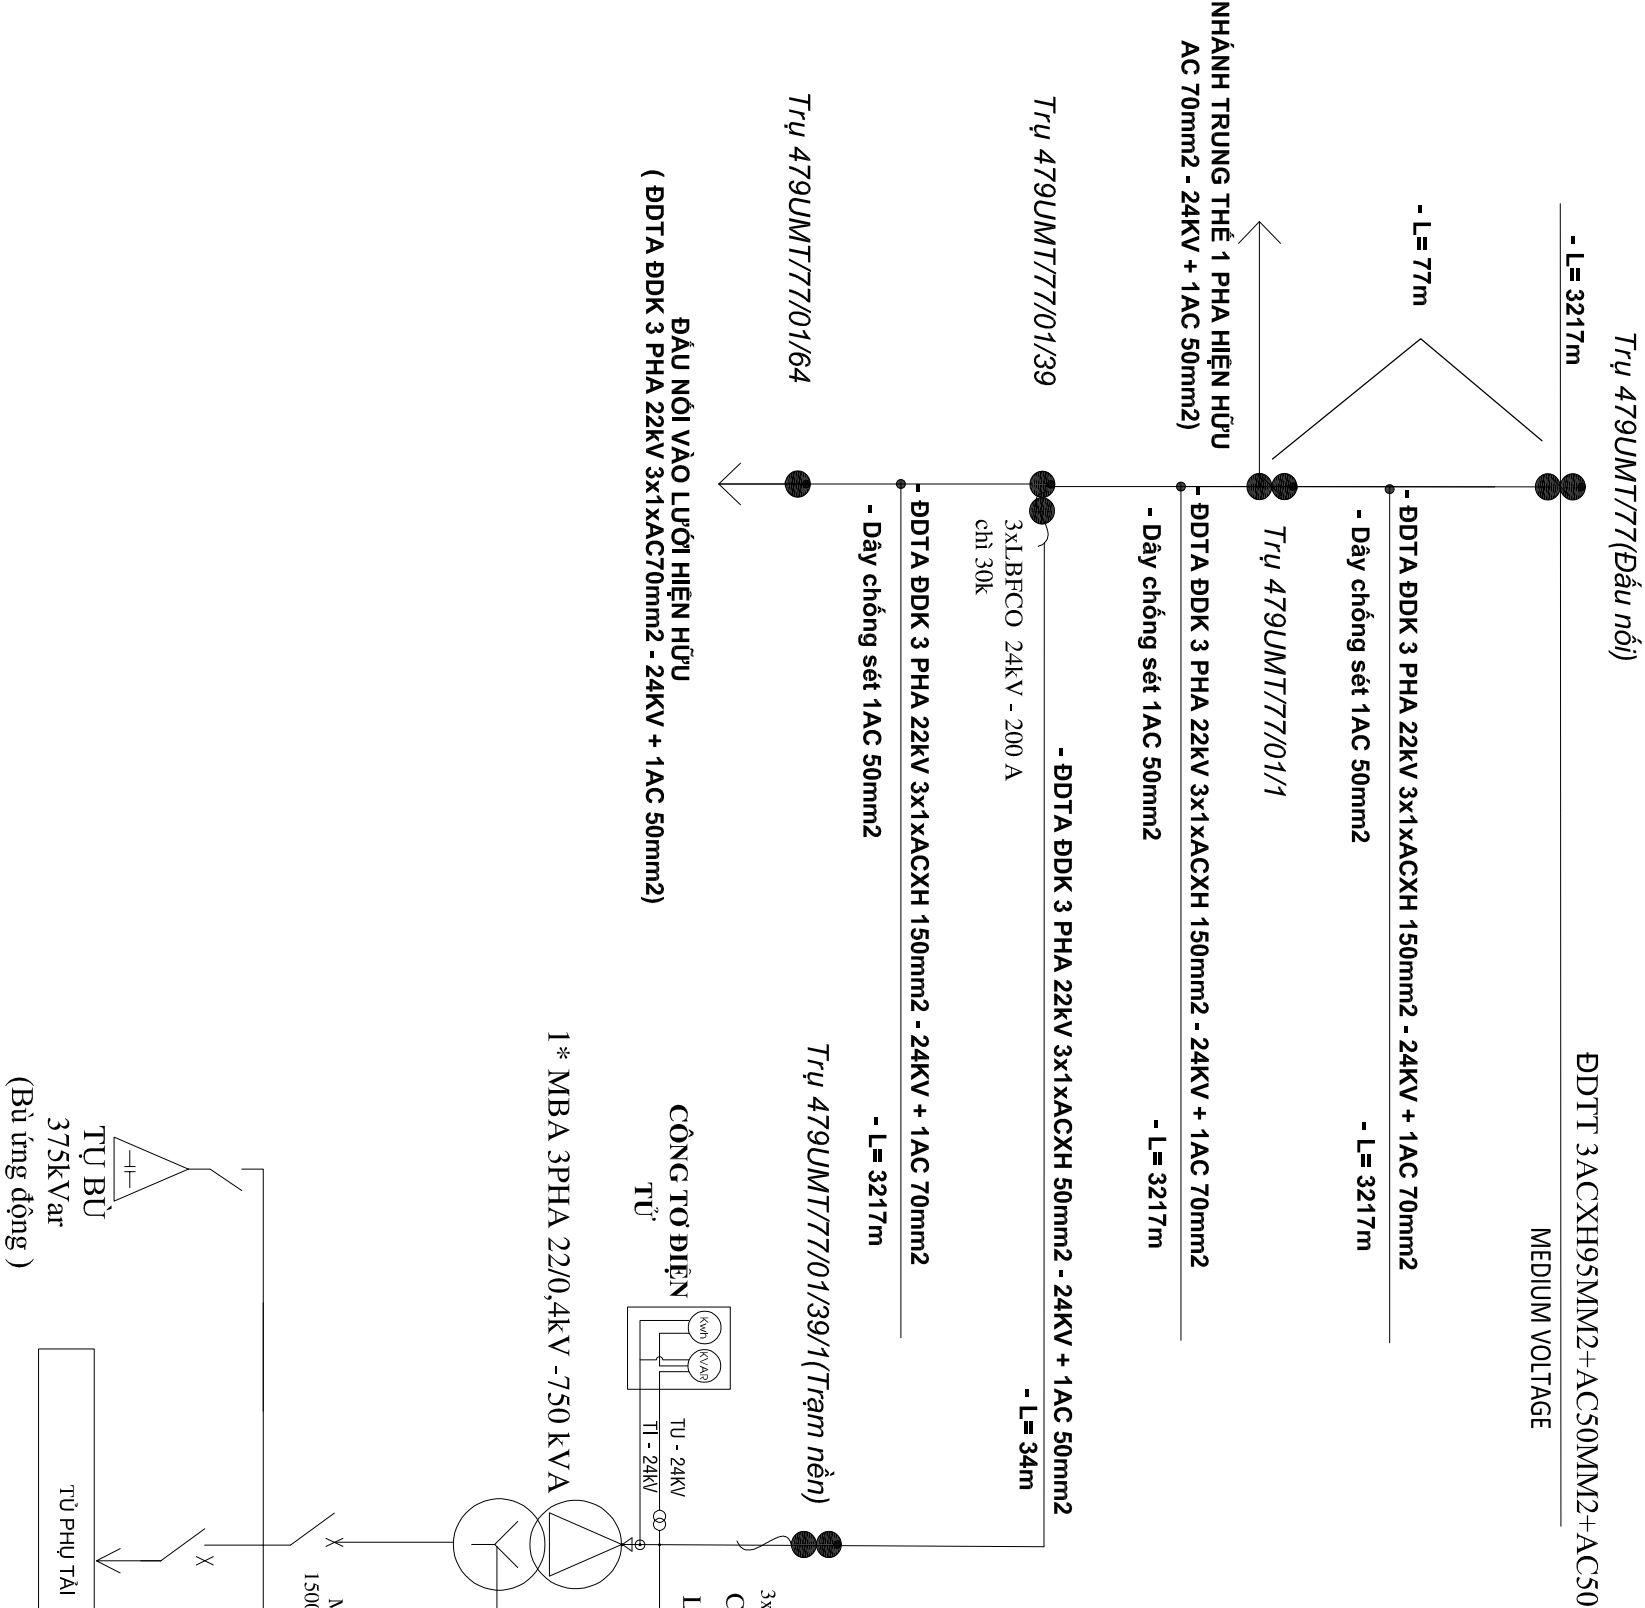 Trụ 479UMT/77(Đấu nối)
- L= 3217m
ĐDTT 3ACXH95MM2+AC50MM2+AC50
MEDIUM VOLTAGE
- L= 77m
- ĐDTA ĐDK 3 PHA 22kV 3x1xACXH 150mm2 - 24KV + 1AC 70mm2
- Dây chống sét 1AC 50mm2
- L= 3217m
Trụ 479UMT/77/01/1
NHÁNH TRUNG THẾ 1 PHA HIỆN HỮU
AC 70mm2 - 24KV + 1AC 50mm2)
- ĐDTA ĐDK 3 PHA 22kV 3x1xACXH 150mm2 - 24KV + 1AC 70mm2
- Dây chống sét 1AC 50mm2
- L= 3217m
Trụ 479UMT/77/01/39
- ĐDTA ĐDK 3 PHA 22kV 3x1xACXH 50mm2 - 24KV + 1AC 50mm2
- L= 34m
3xLBFCO 24kV - 200 A
chì 30k
- ĐDTA ĐDK 3 PHA 22kV 3x1xACXH 150mm2 - 24KV + 1AC 70mm2
- Dây chống sét 1AC 50mm2
- L= 3217m
Trụ 479UMT/77/01/64
Trụ 479UMT/77/01/39/1(Trạm nền)
3x
C
L
ĐẤU NỐI VÀO LƯỚI HIỆN HỮU
( ĐDTA ĐDK 3 PHA 22kV 3x1xAC70mm2 - 24KV + 1AC 50mm2)
CÔNG TƠ ĐIỆN
TỬ
Kwh
KVAR
TU - 24KV
TI - 24kV
1* MBA 3PHA 22/0,4kV -750 kVA
M
1500
TỤ BÙ
375kVar
(Bù ứng động )
TỦ PHỤ TẢI